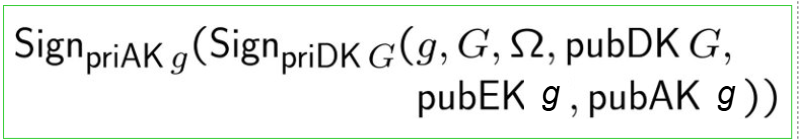 Sign_priAK g(Sign_priDK G(g, G, Ω, pubDK G,
pubEK g , pubAK g))